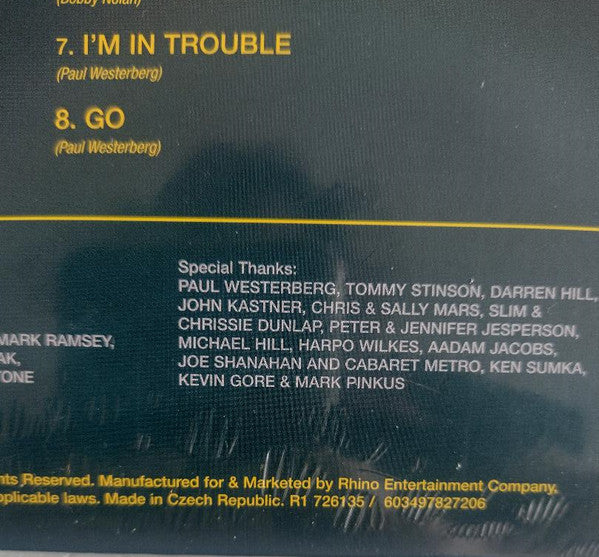 (Bobby Nolan)
7. I'M IN TROUBLE
(Paul Westerberg)
8. GO
(Paul Westerberg)
MARK RAMSEY,
Special Thanks:
PAUL WESTERBERG, TOMMY STINSON, DARREN HILL,
JOHN KASTNER, CHRIS & SALLY MARS, SLIM &
CHRISSIE DUNLAP, PETER & JENNIFER JESPERSON,
MICHAEL HILL, HARPO WILKES, AADAM JACOBS,
JOE SHANAHAN AND CABARET METRO, KEN SUMKA,
KEVIN GORE & MARK PINKUS
Reserved. Manufactured for & Marketed by Rhino Entertainment Company,
applicable laws. Made in Czech Republic. R1 726135 / 603497827206